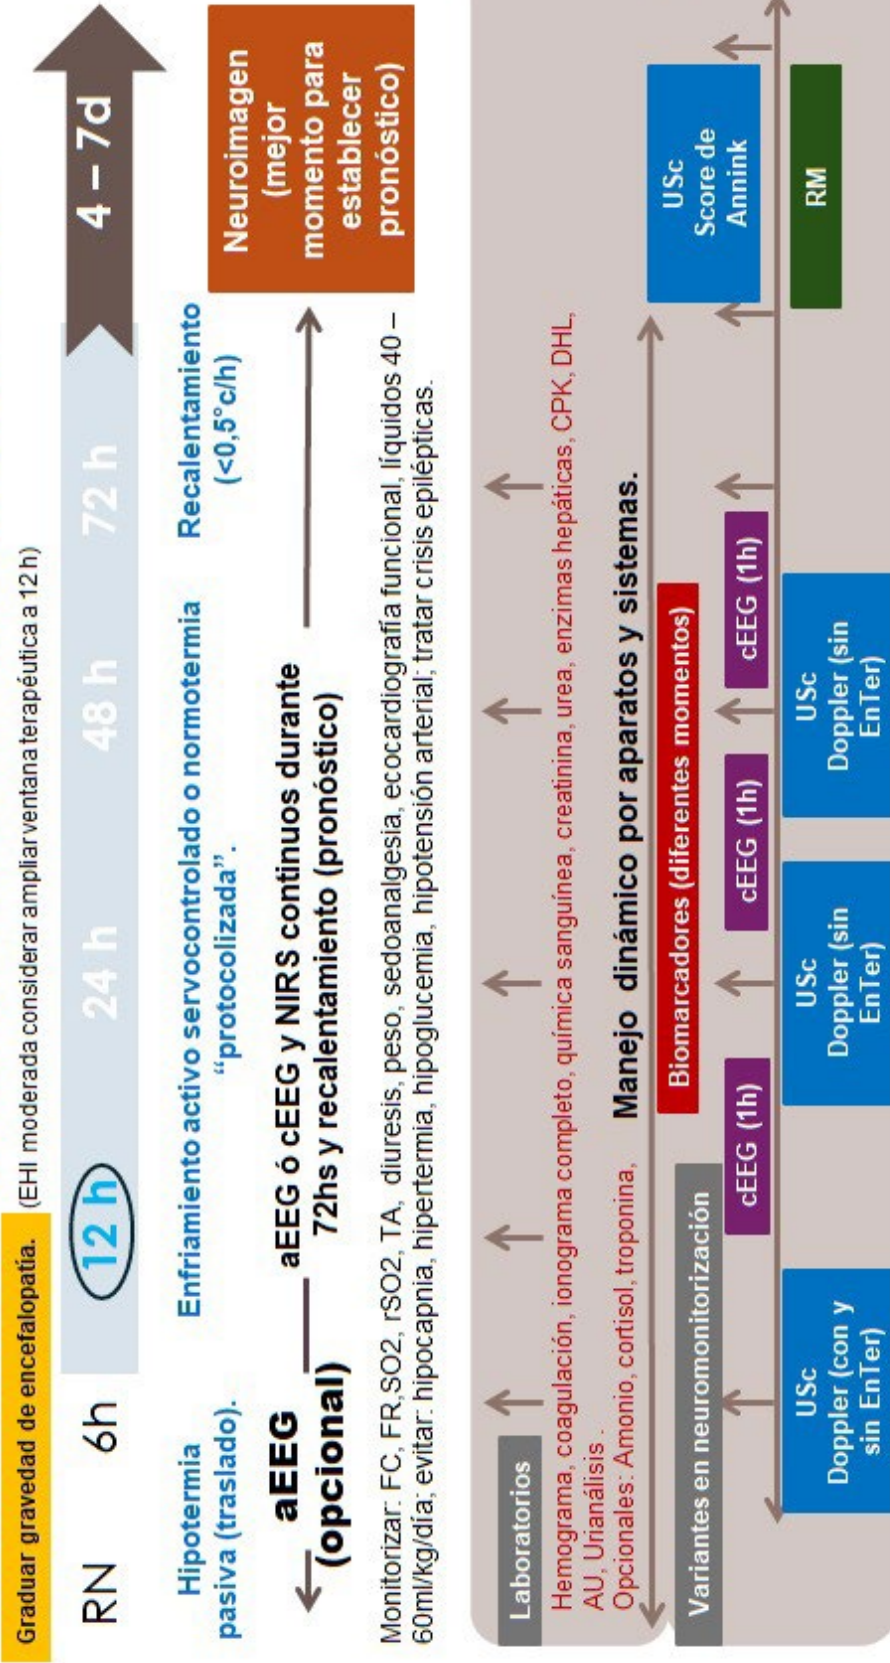 Graduar gravedad de encefalopatía. (EHI moderada considerar ampliar ventana terapéutica a 12 h)
RN 6h 12 h 24 h 48 h 72 h 4 – 7d
Hipotermia
pasiva (traslado).
Enfriamiento activo servocontrolado o normotermia
“protocolizada”.
Recalentamiento
(<0,5°c/h)
aEEG
(opcional)
aEEG ó cEEG y NIRS continuos durante
72hs y recalentamiento (pronóstico)
Neuroimagen
(mejor
momento para
establecer
pronóstico)
Monitorizar: FC, FR,SO2, rSO2, TA, diuresis, peso, sedoanalgesia, ecocardiografía funcional, líquidos 40 –
60ml/kg/día; evitar: hipocapnia, hipertermia, hipoglucemia, hipotensión arterial; tratar crisis epilépticas.
Laboratorios
Hemograma, coagulación, ionograma completo, química sanguínea, creatinina, urea, enzimas hepáticas, CPK, DHL,
AU, Urianálisis .
Opcionales: Amonio, cortisol, troponina,
Manejo dinámico por aparatos y sistemas.
Biomarcadores (diferentes momentos)
Variantes en neuromonitorización
cEEG (1h)
cEEG (1h)
cEEG (1h)
USc
Score de
Annink
USc
Doppler (con y
sin EnTer)
USc
Doppler (sin
EnTer)
USc
Doppler (sin
EnTer)
RM